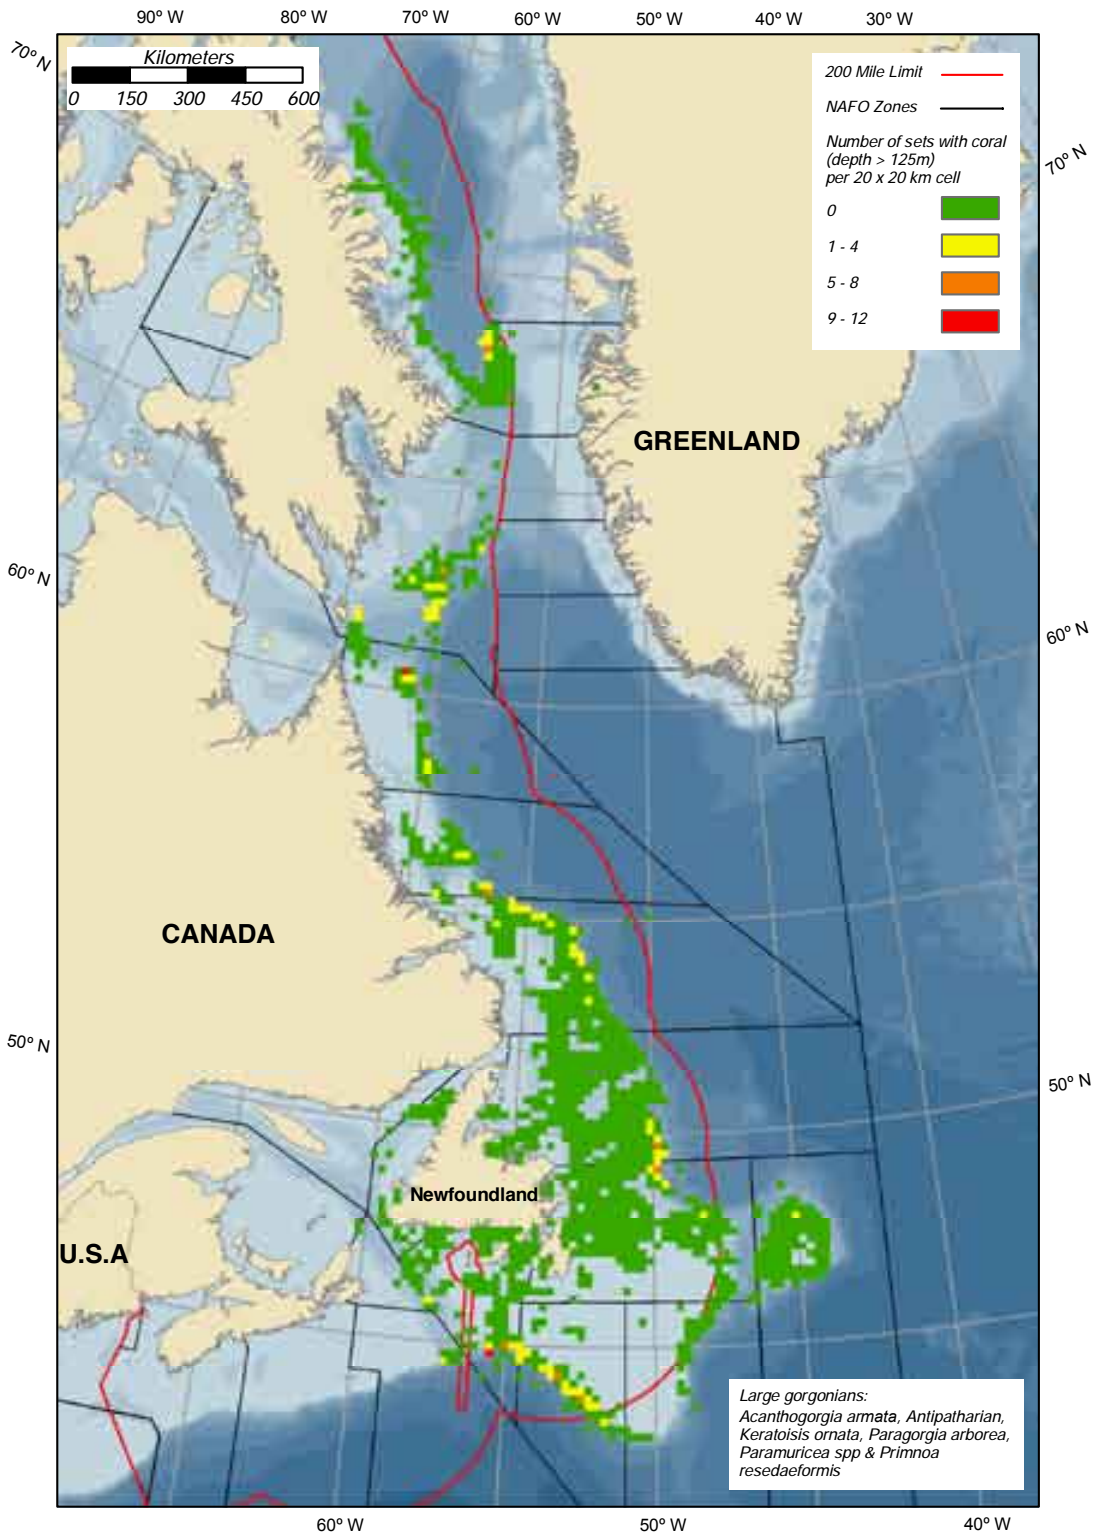 90° W 80° W 70° W 60° W 50° W 40° W 30° W
70° N
Kilometers
0 150 300 450 600
200 Mile Limit
NAFO Zones
Number of sets with coral
(depth > 125m)
per 20 x 20 km cell
0
1 - 4
5 - 8
9 - 12
70° N
GREENLAND
60° N
60° N
CANADA
50° N
50° N
Newfoundland
U.S.A
Large gorgonians:
Acanthogorgia armata, Antipatharian,
Keratoisis ornata, Paragorgia arborea,
Paramuricea spp & Primnoa
resedaeformis
60° W 50° W 40° W